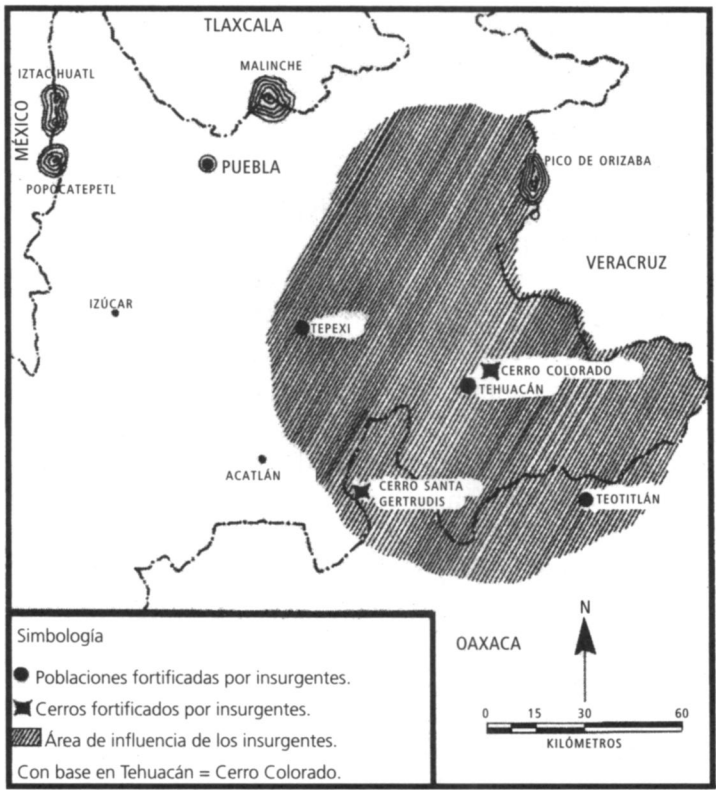 TLAXCALA
IZTACCIHUATL
MALINCHE
MÉXICO
PUEBLA
PICO DE ORIZABA
POPOCATEPETL
VERACRUZ
IZÚCAR
TEPEXI
CERRO COLORADO
TEHUACÁN
ACATLÁN
CERRO SANTA
GERTRUDIS
TEOTITLÁN
N
OAXACA
0 15 30 60
KILÓMETROS
Simbología
Poblaciones fortificadas por insurgentes.
Cerros fortificados por insurgentes.
Área de influencia de los insurgentes.
Con base en Tehuacán = Cerro Colorado.